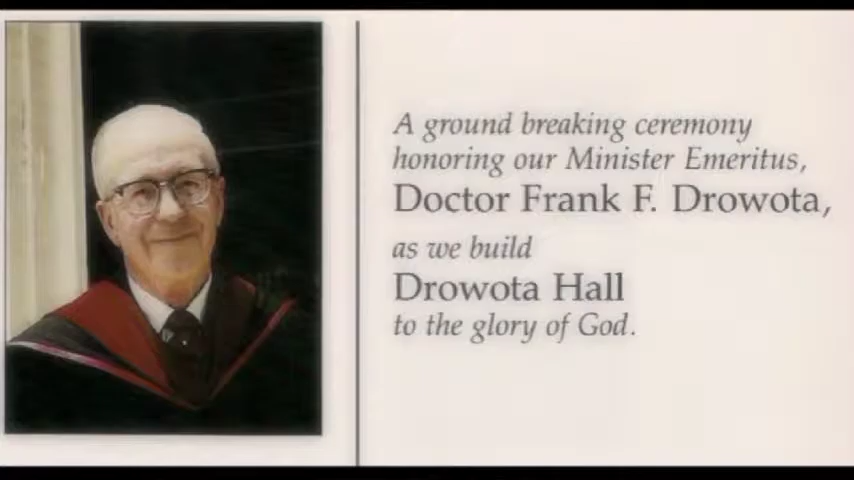 A ground breaking ceremony
honoring our Minister Emeritus,
Doctor Frank F. Drowota,
as we build
Drowota Hall
to the glory of God.